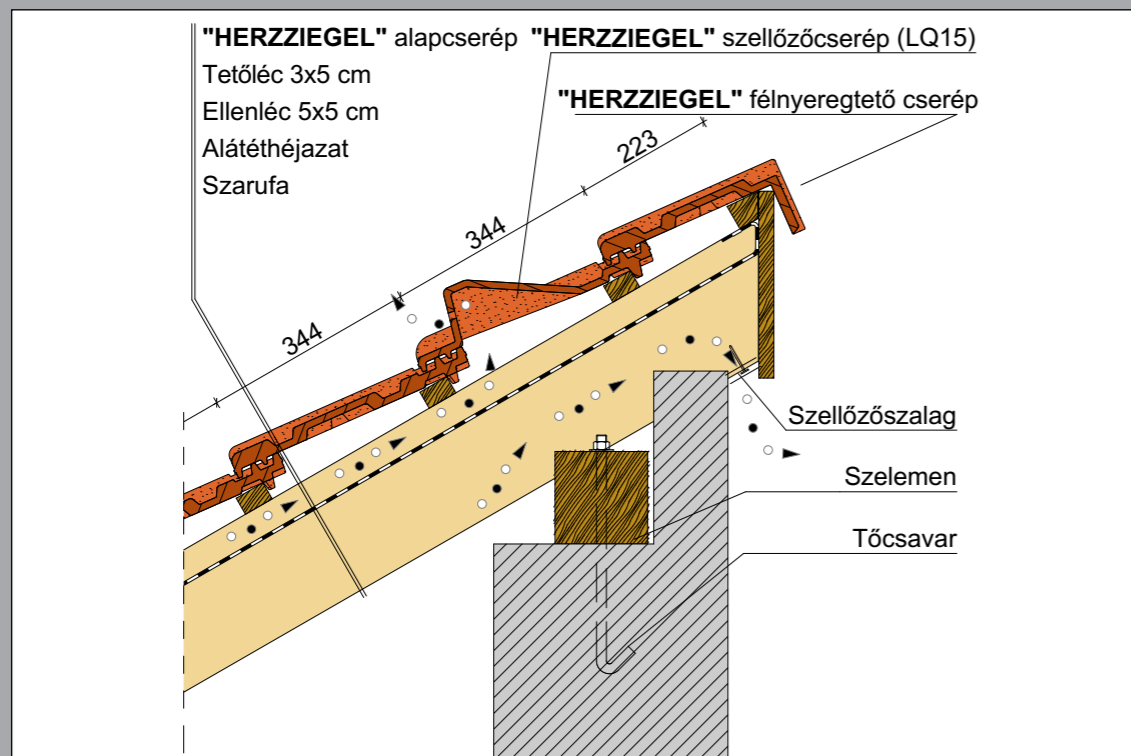 "HERZZIEGEL" alapcserép
Tetőléc 3x5 cm
Ellenléc 5x5 cm
Alátéthéjazat
Szarufa
"HERZZIEGEL" szellőzőcserép (LQ15)
"HERZZIEGEL" félnyeregtető cserép
223
344
344
Szellőzőszalag
Szelemen
Tőcsavar